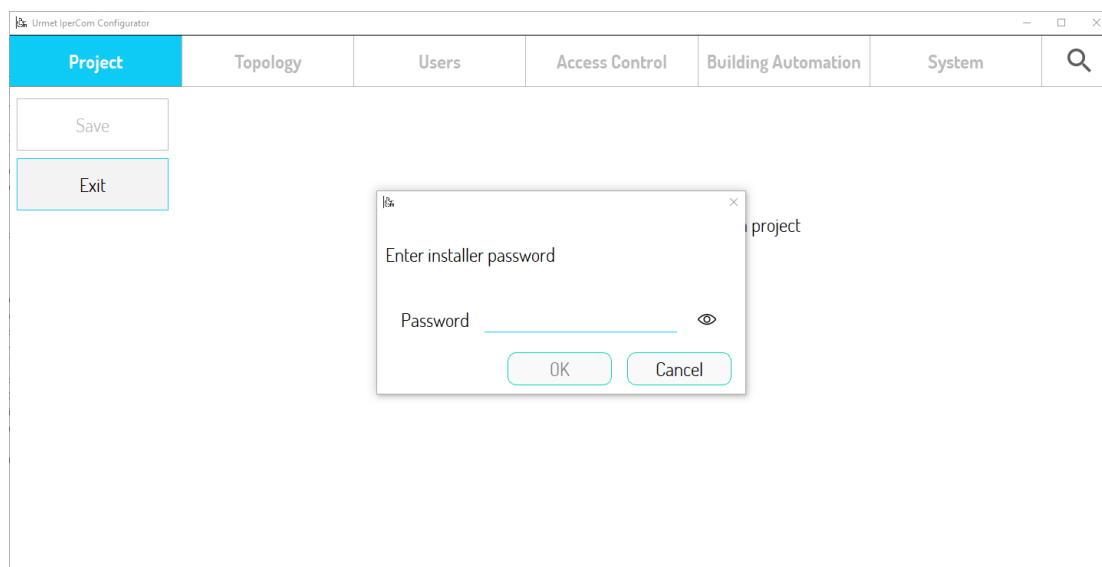 Urmet IperCom Configurator
Project Topology Users Access Control Building Automation System
Save
Exit
project
Enter installer password
Password
OK Cancel